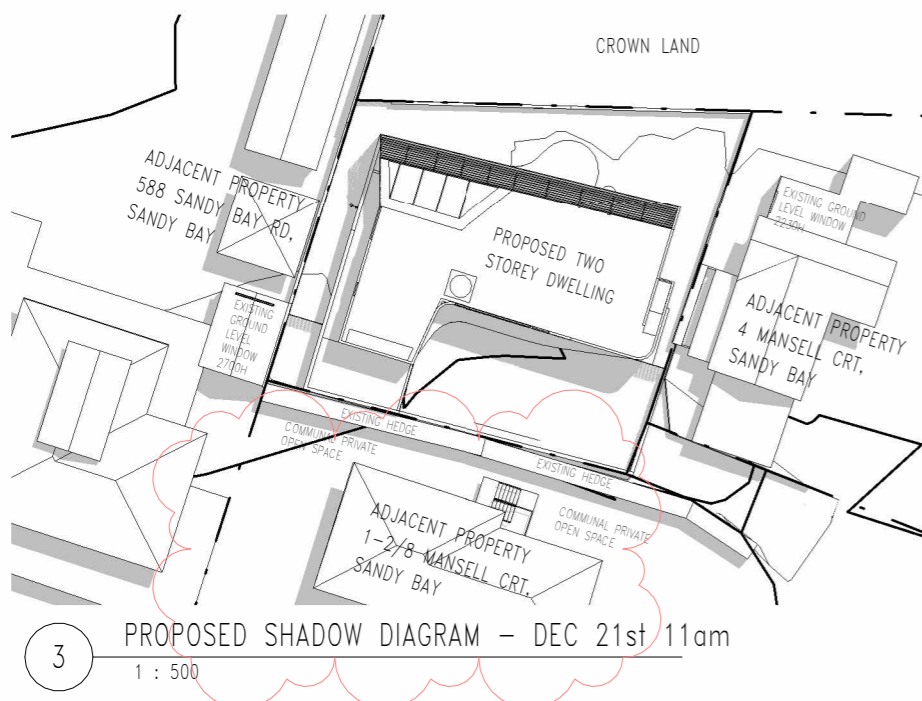 CROWN LAND
ADJACENT PROPERTY
588 SANDY BAY RD,
SANDY BAY
EXISTING GROUND
LEVEL WINDOW
2230H
PROPOSED TWO
STOREY DWELLING
ADJACENT PROPERTY
4 MANSELL CRT,
SANDY BAY
EXISTING
GROUND
LEVEL
WINDOW
2700H
EXISTING HEDGE
COMMUNAL PRIVATE
OPEN SPACE
EXISTING HEDGE
COMMUNAL PRIVATE
OPEN SPACE
ADJACENT PROPERTY
1-2/8 MANSELL CRT,
SANDY BAY
3
PROPOSED SHADOW DIAGRAM - DEC 21st 11am
1 : 500